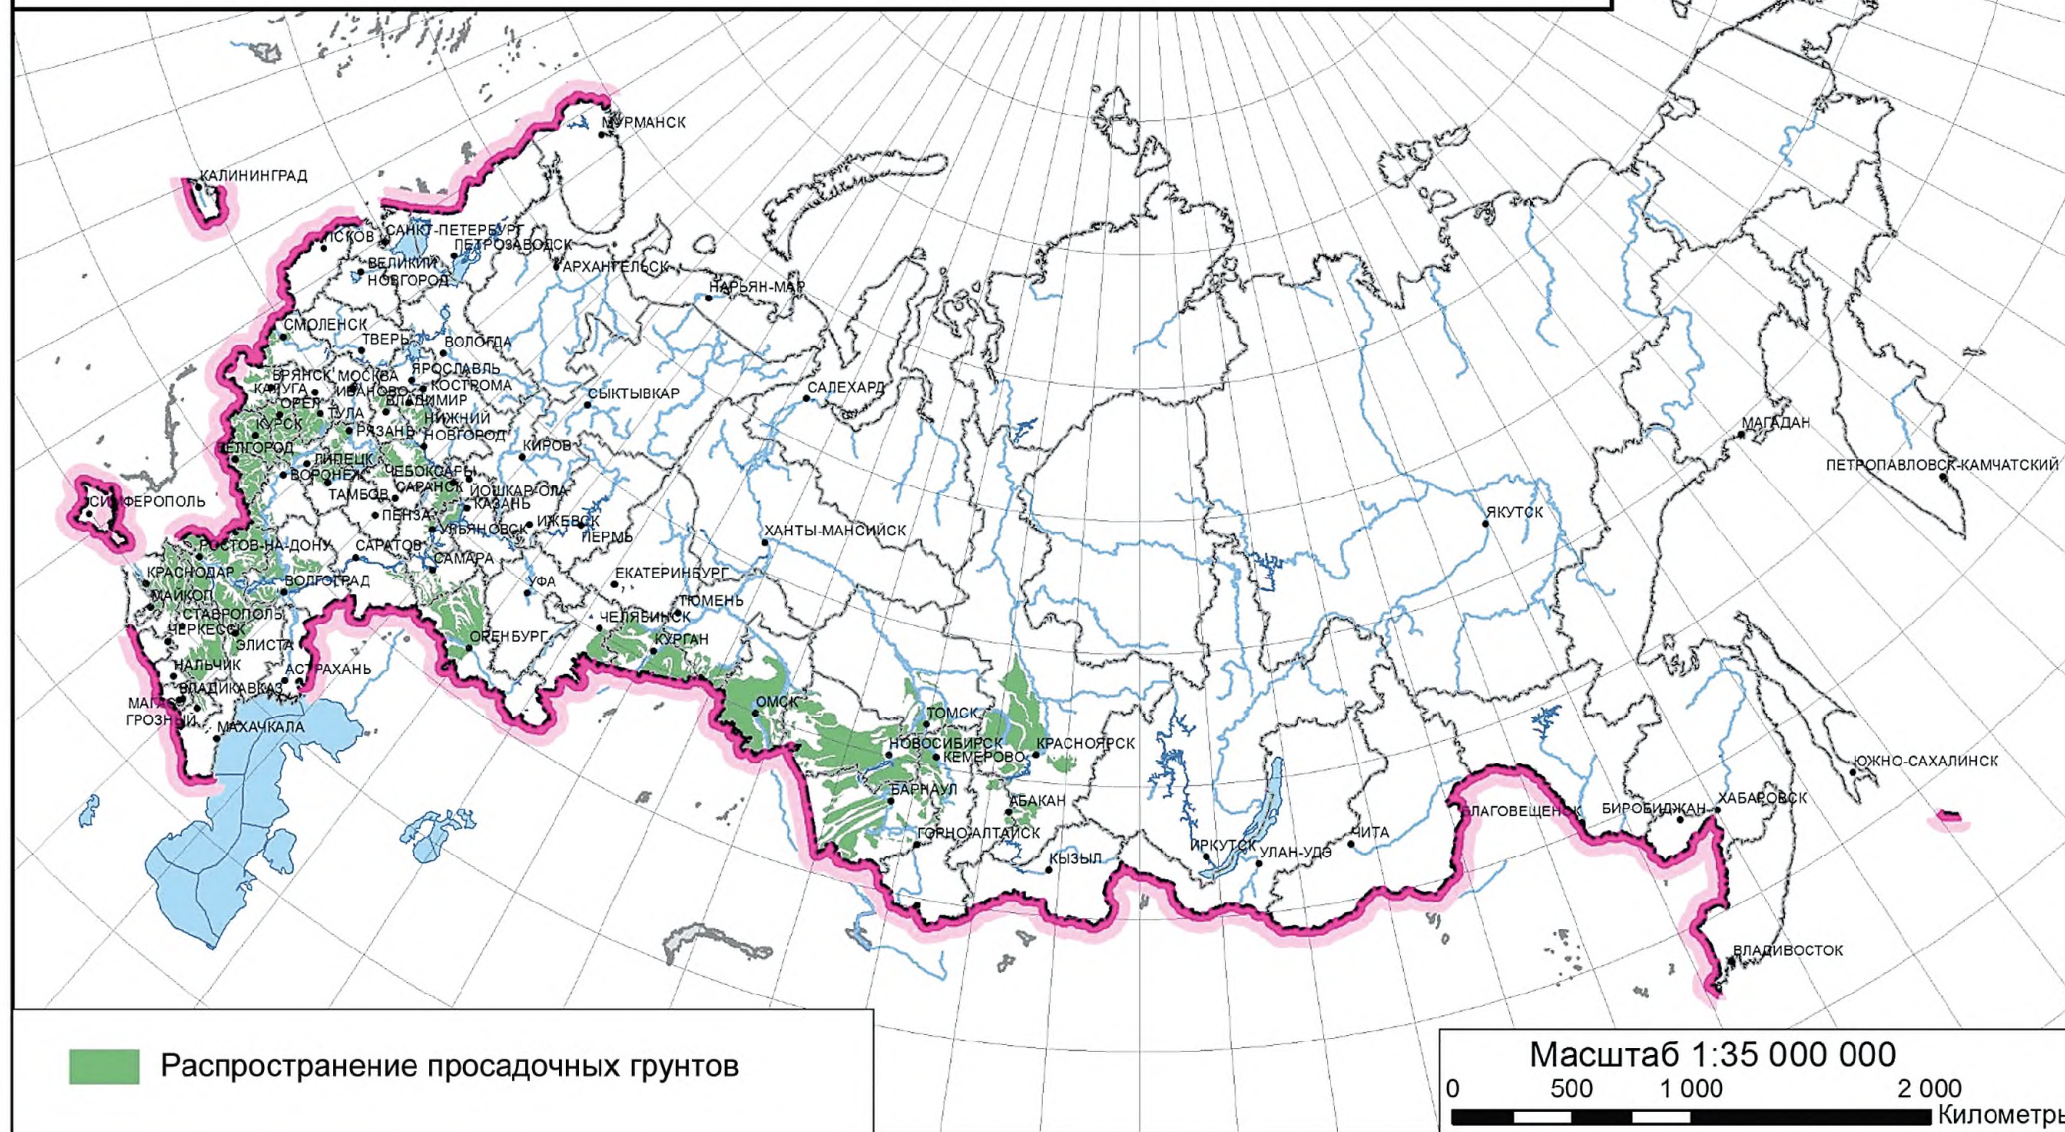 МУРМАНСК
КАЛИНИНГРАД
САНКТ-ПЕТЕРБУРГ
ПСКОВ
ПЕТРОЗАВОДСК
ВЕЛИКИЙ
НОВГОРОД
АРХАНГЕЛЬСК
НАРЬЯН-МАР
СМОЛЕНСК
ТВЕРЬ
ВОЛОГДА
ЯРОСЛАВЛЬ
БРЯНСК
МОСКВА
КОСТРОМА
КАЛУГА
ИВАНОВО
САЛЕХАРД
СЫКТЫВКАР
ОРЕЛ
ВЛАДИМИР
ТУЛА
НИЖНИЙ
НОВГОРОД
КУРСК
РЯЗАНЬ
МАГАДАН
БЕЛГОРОД
КИРОВ
ЛИПЕЦК
ПЕТРОПАВЛОВСК-КАМЧАТСКИЙ
ВОРОНЕЖ
ЧЕБОКСАРЫ
САРАНСК
ЙОШКАР-ОЛА
ТАМБОВ
КАЗАНЬ
СИМФЕРОПОЛЬ
ПЕНЗА
ЯКУТСК
УЛЬЯНОВСК
ИЖЕВСК
ХАНТЫ-МАНСИЙСК
ПЕРМЬ
РОСТОВ-НА-ДОНУ
САРАТОВ
САМАРА
КРАСНОДАР
ВОЛГОГРАД
УФА
ЕКАТЕРИНБУРГ
МАЙКОП
ТЮМЕНЬ
СТАВРОПОЛЬ
ЧЕЛЯБИНСК
ЧЕРКЕССК
ЭЛИСТА
ОРЕНБУРГ
КУРГАН
НАЛЬЧИК
АСТРАХАНЬ
ВЛАДИКАВКАЗ
МАГАС
ОМСК
ТОМСК
ГРОЗНЫЙ
МАХАЧКАЛА
НОВОСИБИРСК
КРАСНОЯРСК
КЕМЕРОВО
ЮЖНО-САХАЛИНСК
БАРНАУЛ
АБАКАН
ХАБАРОВСК
БЛАГОВЕЩЕНСК
БИРОБИДЖАН
ГОРНО-АЛТАЙСК
ЧИТА
ИРКУТСК
УЛАН-УДЭ
КЫЗЫЛ
ВЛАДИВОСТОК
Распространение просадочных грунтов
Масштаб 1:35 000 000
0 500 1 000 2 000
Километры